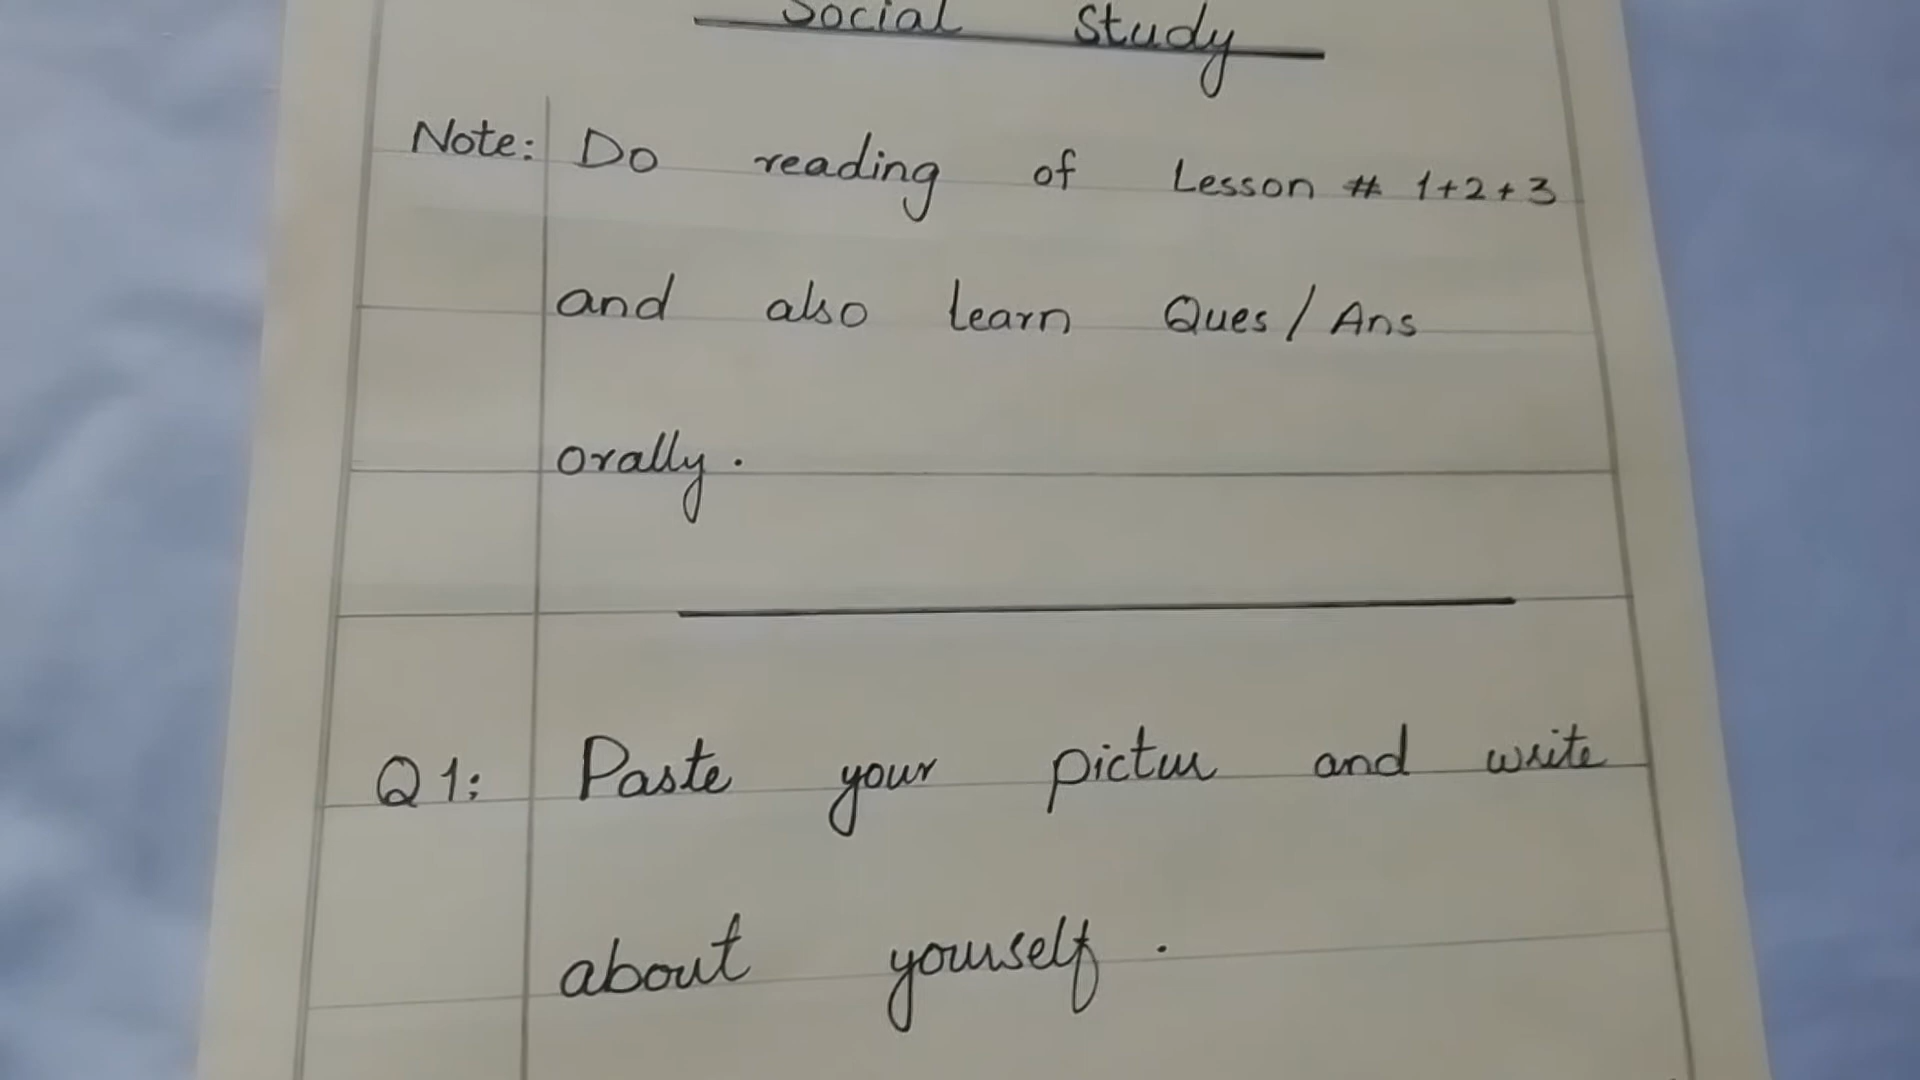 Social Study
Note: Do reading of Lesson # 1+2+3
and also learn Ques/Ans
orally.
Q1: Paste your picture and write
about yourself.